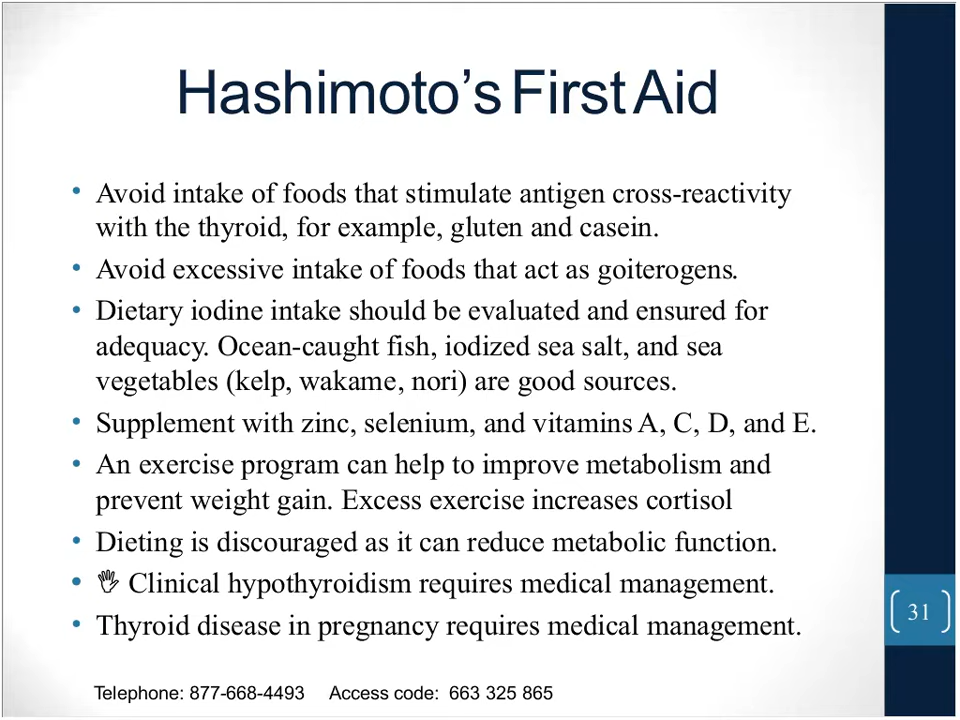 Hashimoto's First Aid
• Avoid intake of foods that stimulate antigen cross-reactivity
with the thyroid, for example, gluten and casein.
• Avoid excessive intake of foods that act as goiterogens.
• Dietary iodine intake should be evaluated and ensured for
adequacy. Ocean-caught fish, iodized sea salt, and sea
vegetables (kelp, wakame, nori) are good sources.
• Supplement with zinc, selenium, and vitamins A, C, D, and E.
• An exercise program can help to improve metabolism and
prevent weight gain. Excess exercise increases cortisol
• Dieting is discouraged as it can reduce metabolic function.
• 🖑 Clinical hypothyroidism requires medical management.
• Thyroid disease in pregnancy requires medical management.
31
Telephone: 877-668-4493 Access code: 663 325 865